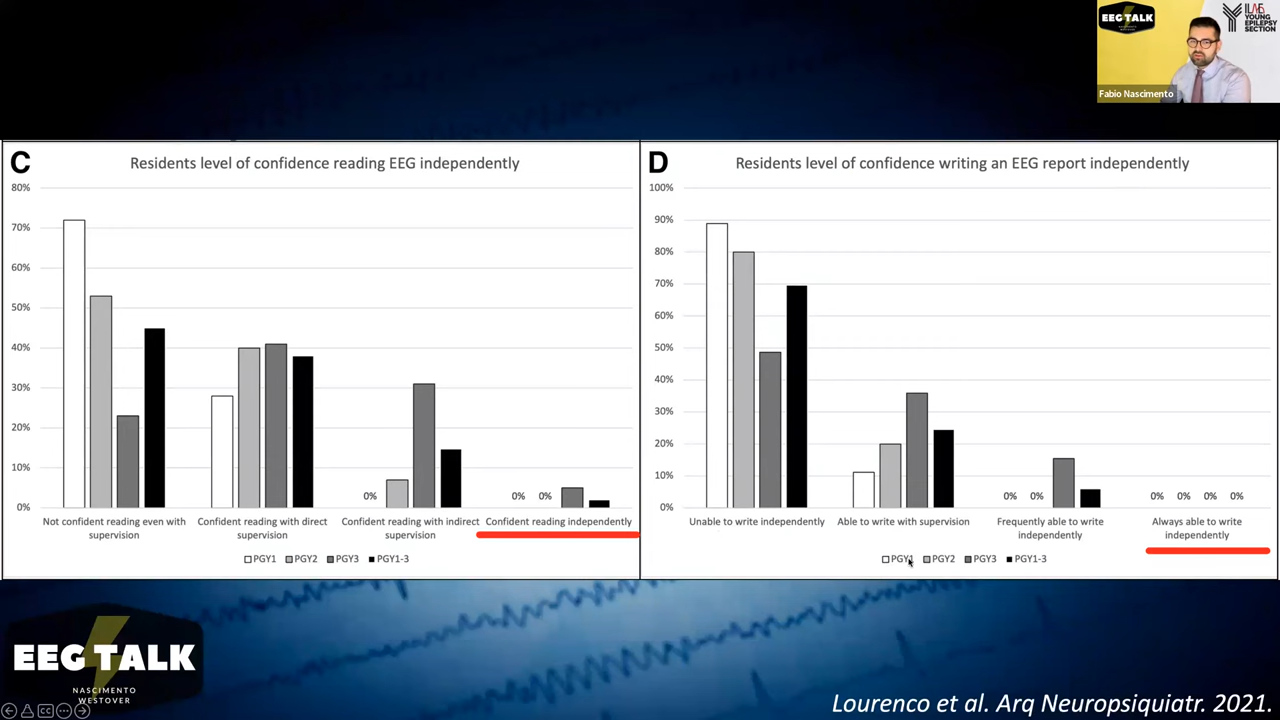 EEG TALK
NASCIMENTO
WESTOVER
ILAE
YOUNG
EPILEPSY
SECTION
Fabio Nascimento
C
Residents level of confidence reading EEG independently
80%
70%
60%
50%
40%
30%
20%
10%
0%
0%
0% 0%
Not confident reading even with supervision
Confident reading with direct supervision
Confident reading with indirect supervision
Confident reading independently
PGY1 PGY2 PGY3 PGY1-3
D
Residents level of confidence writing an EEG report independently
100%
90%
80%
70%
60%
50%
40%
30%
20%
10%
0%
0% 0%
0% 0% 0% 0%
Unable to write independently
Able to write with supervision
Frequently able to write independently
Always able to write independently
PGY1 PGY2 PGY3 PGY1-3
EEG TALK
NASCIMENTO
WESTOVER
CC
Lourenco et al. Arq Neuropsiquiatr. 2021.